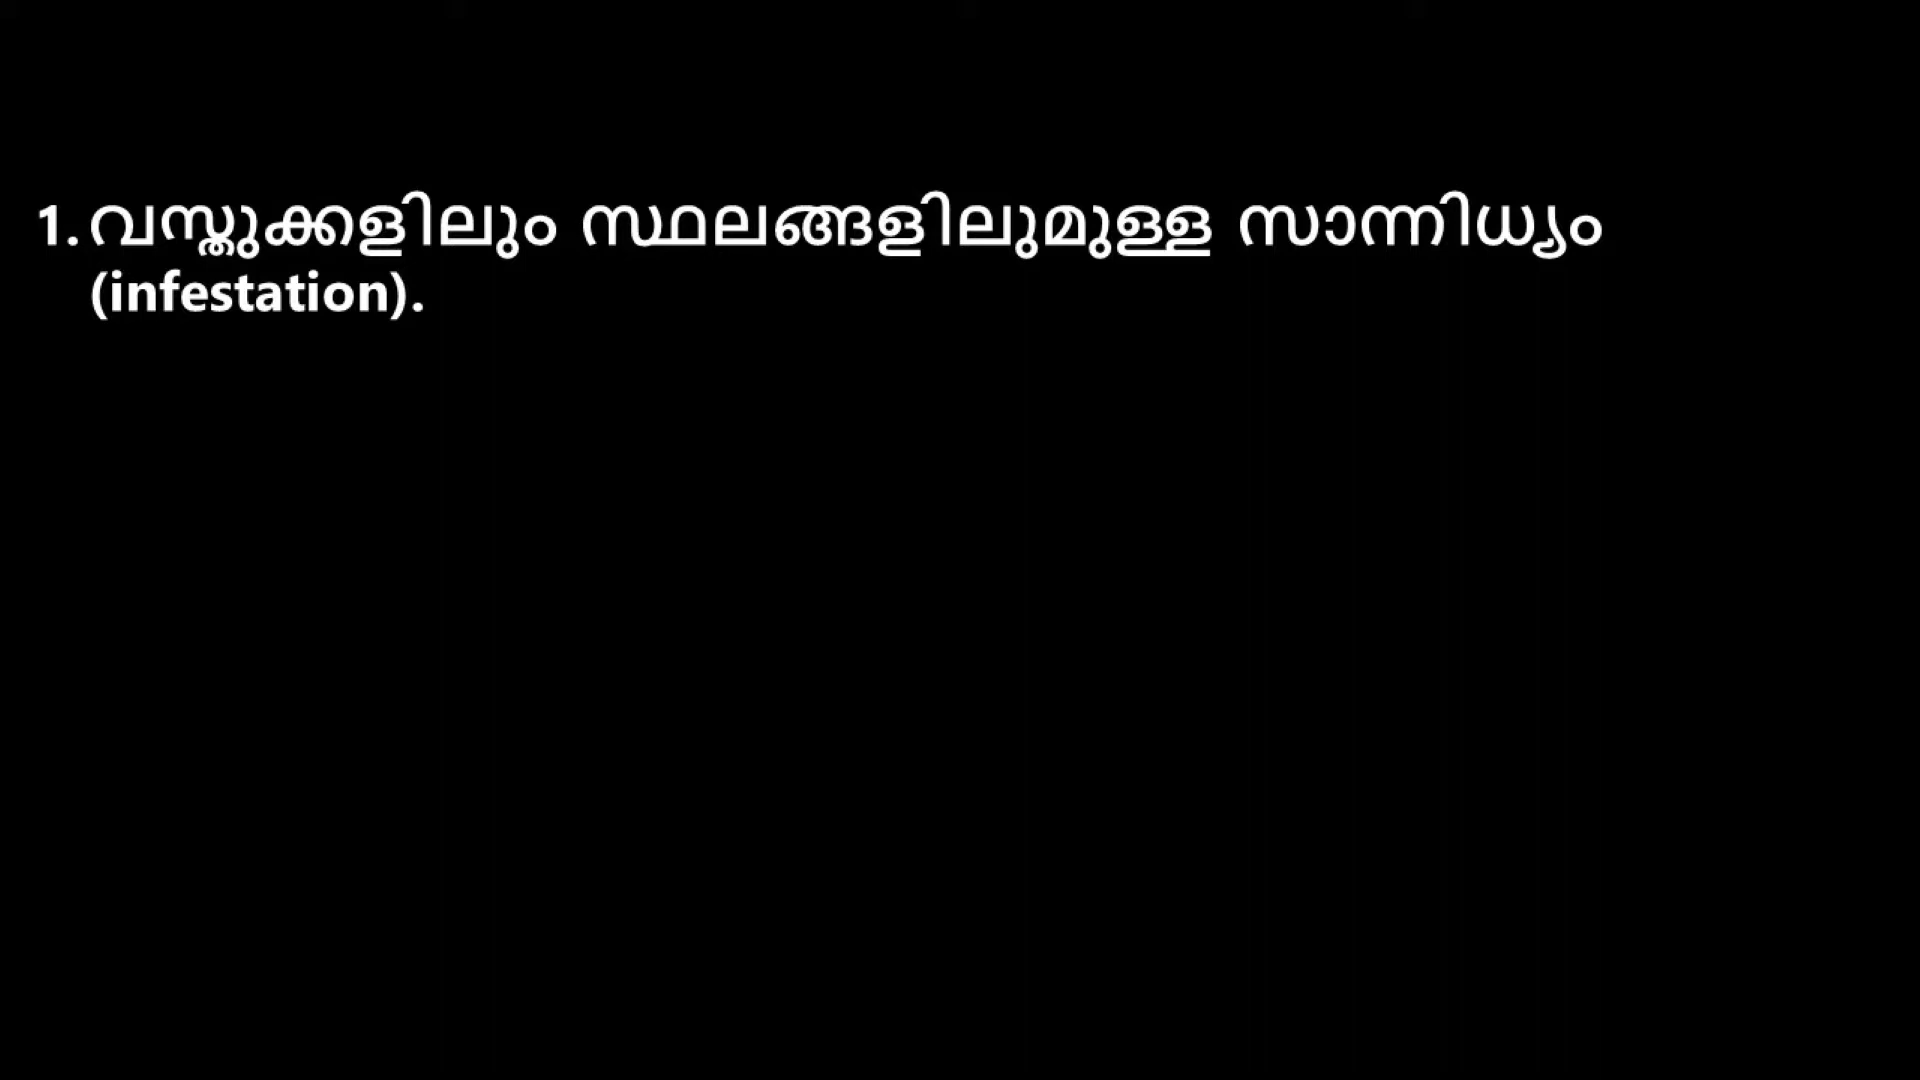 1. വസ്തുക്കളിലും സ്ഥലങ്ങളിലുമുള്ള സാന്നിധ്യം
(infestation).